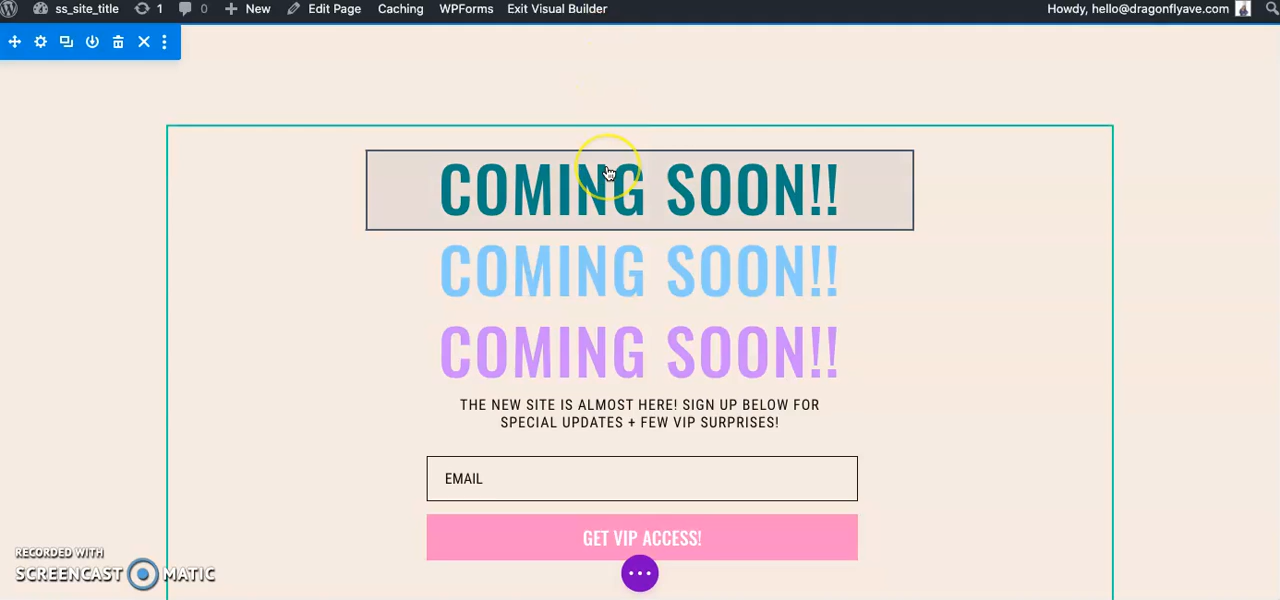 ss_site_title 1 0 New Edit Page Caching WPForms Exit Visual Builder Howdy, hello@dragonflyave.com
COMING SOON!!
COMING SOON!!
COMING SOON!!
THE NEW SITE IS ALMOST HERE! SIGN UP BELOW FOR
SPECIAL UPDATES + FEW VIP SURPRISES!
EMAIL
GET VIP ACCESS!
RECORDED WITH
SCREENCAST MATIC